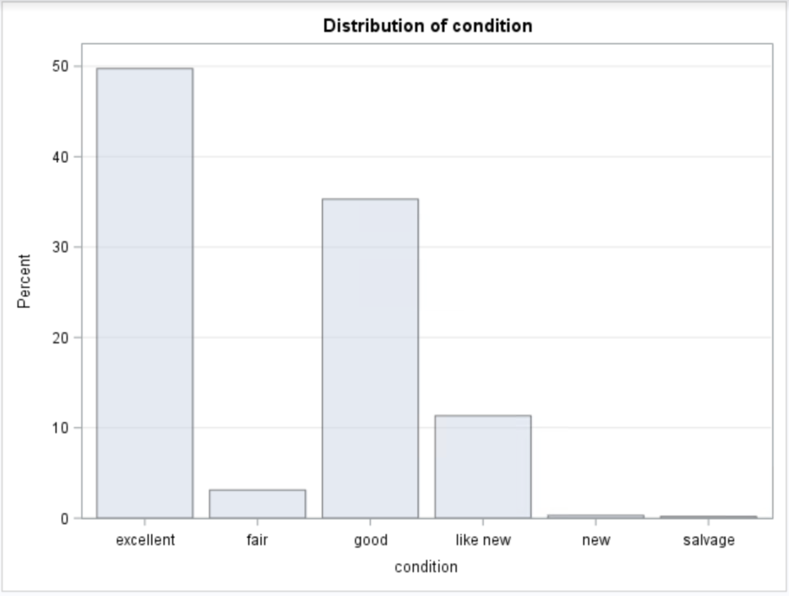 Distribution of condition
50
40
30
20
10
0
Percent
excellent fair good like new new salvage
condition